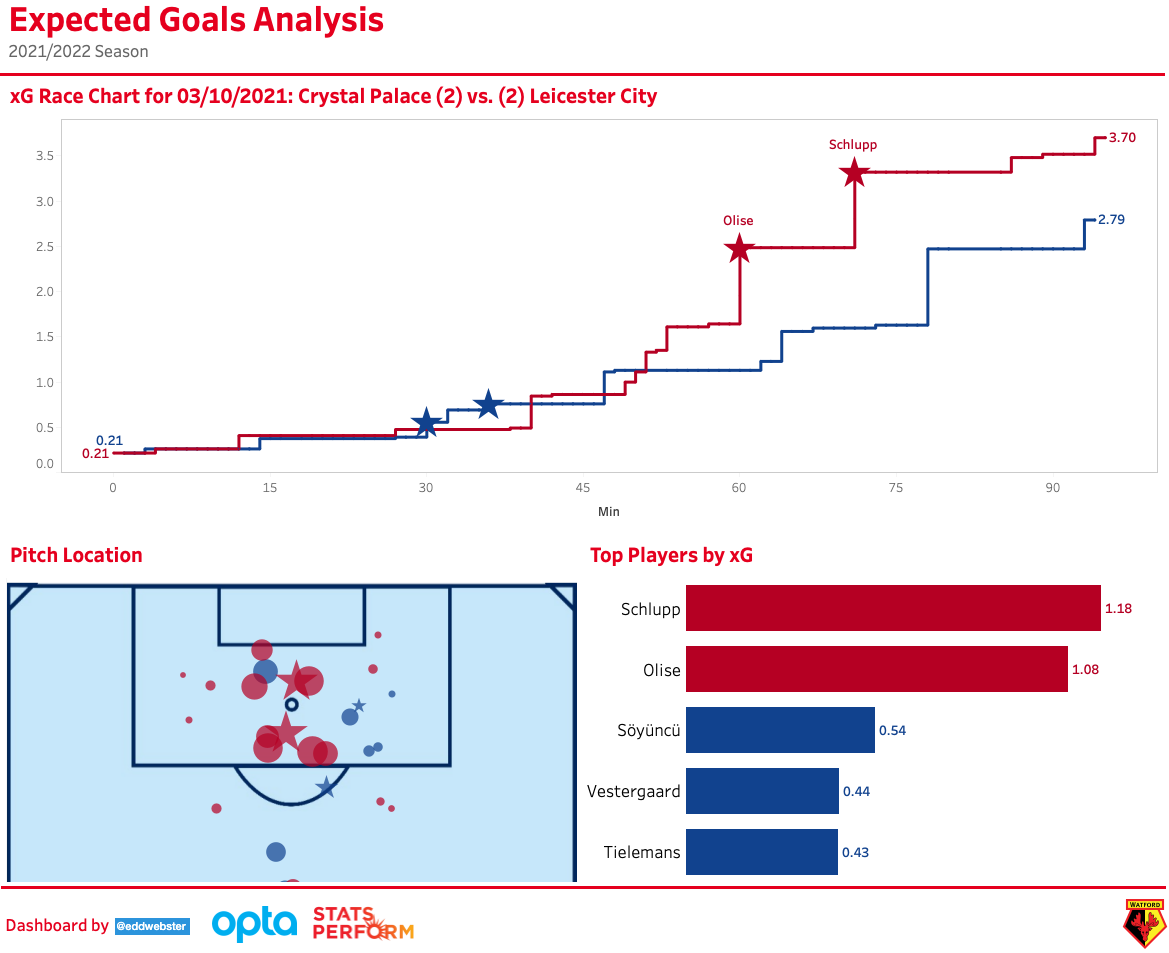 Expected Goals Analysis
2021/2022 Season
xG Race Chart for 03/10/2021: Crystal Palace (2) vs. (2) Leicester City
3.5
3.0
2.5
2.0
1.5
1.0
0.5
0.0
0.21
0.21
Olise
Schlupp
3.70
2.79
0
15
30
45
60
75
90
Min
Pitch Location
Top Players by xG
Schlupp
1.18
Olise
1.08
Söyüncü
0.54
Vestergaard
0.44
Tielemans
0.43
Dashboard by @eddwebster
opta
STATS
PERFORM
WATFORD